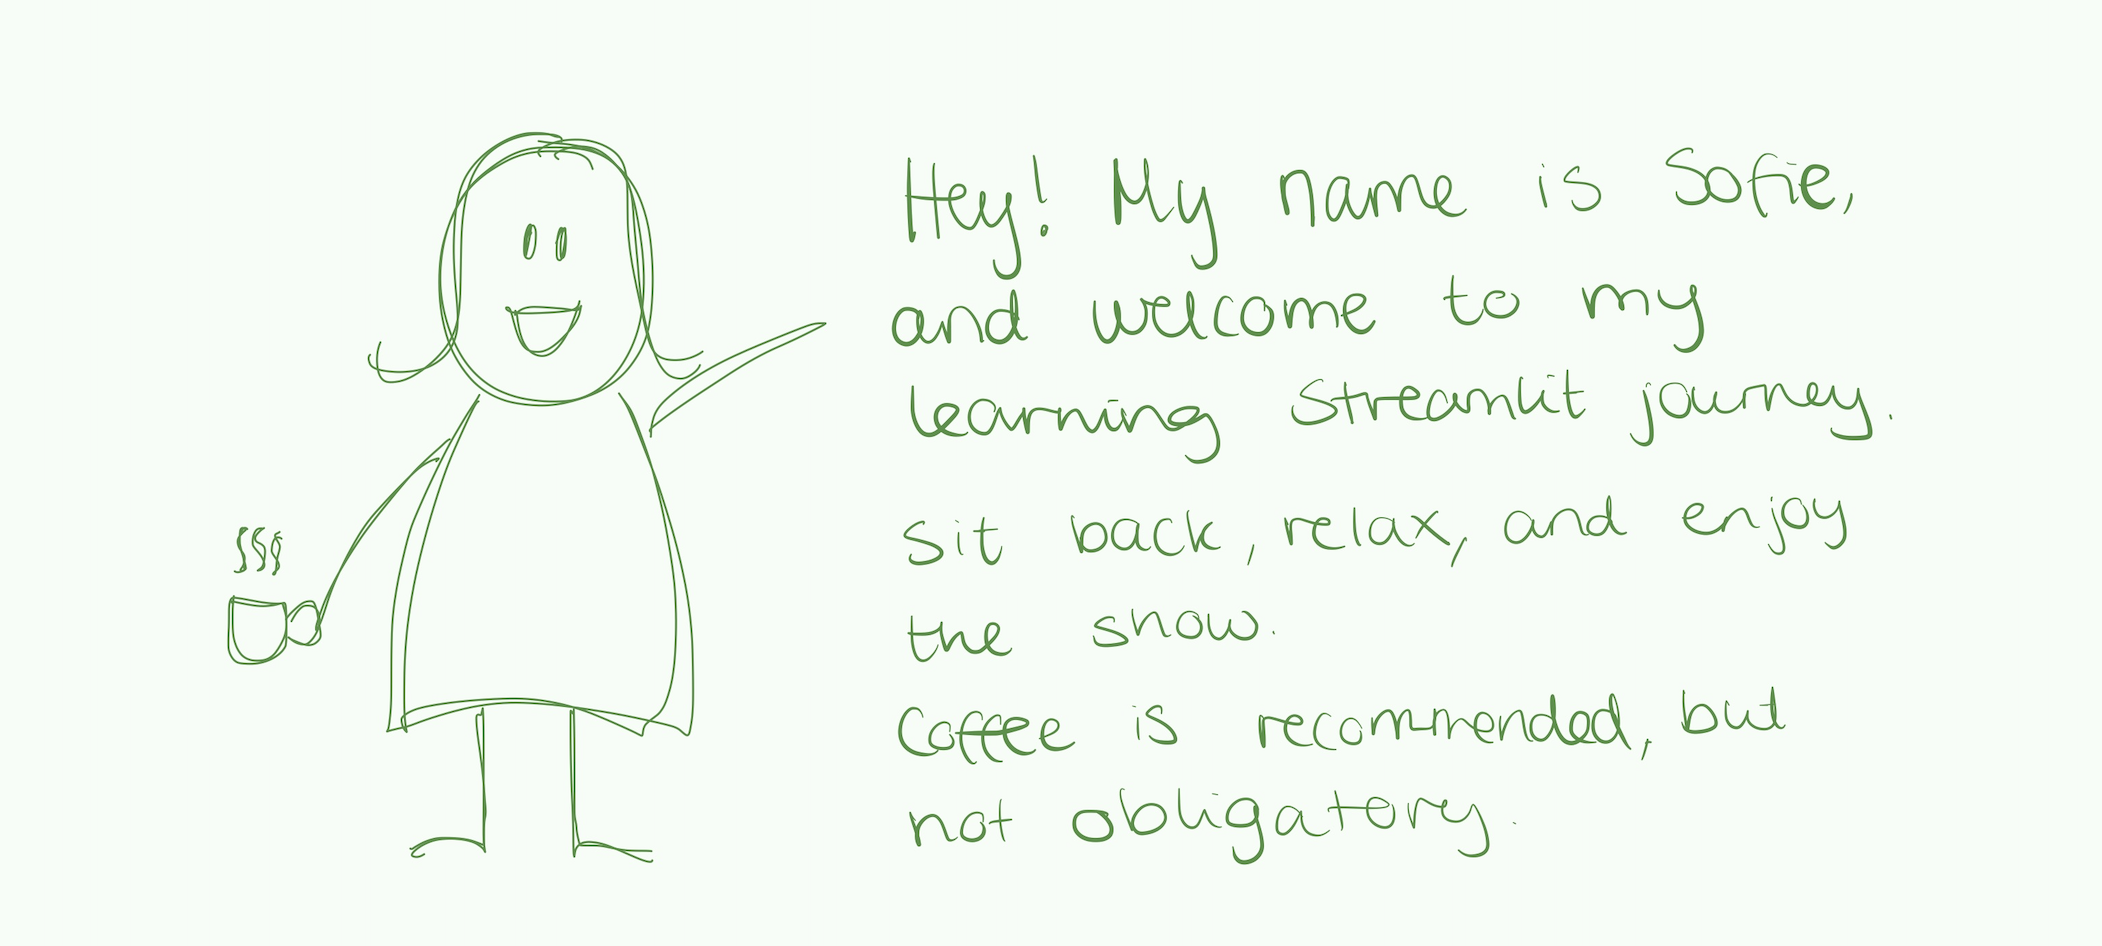 Hey! My name is Sofie,
and welcome to my
learning Streamlit journey.
Sit back, relax, and enjoy
the show.
Coffee is recommended, but
not obligatory.